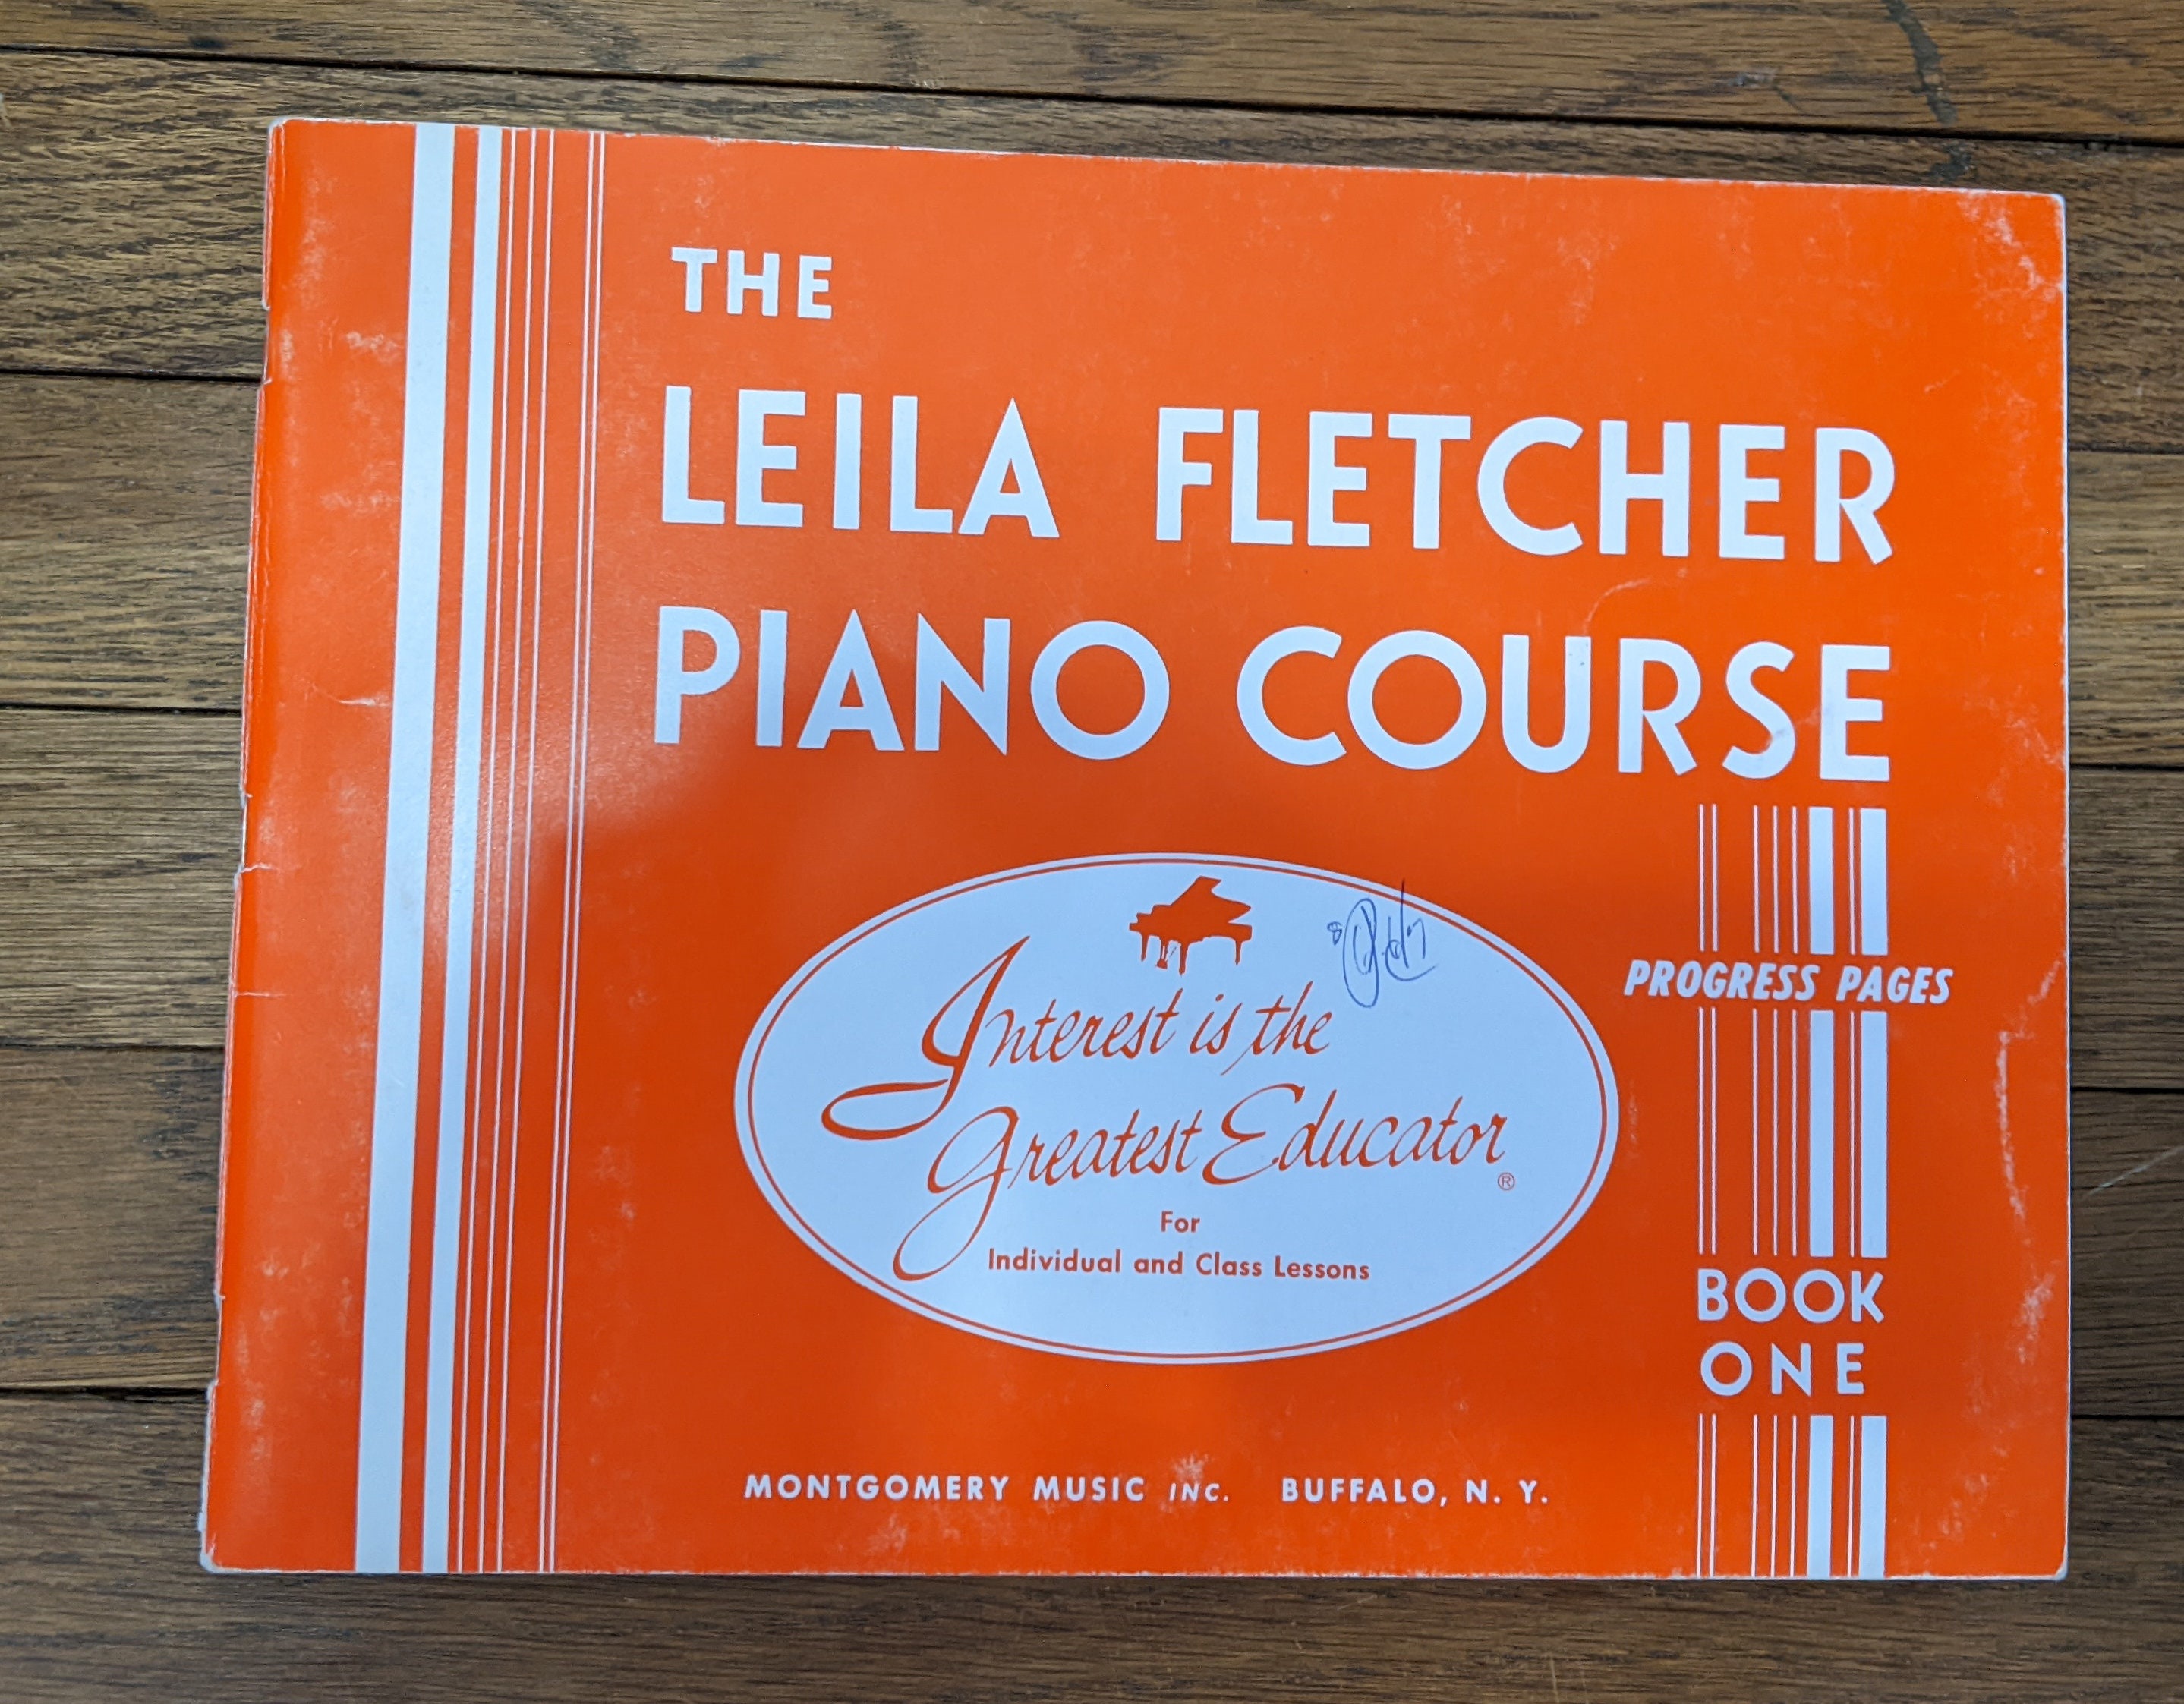 THE
LEILA FLETCHER
PIANO COURSE
Interest is the
Greatest Educator
®
For
Individual and Class Lessons
PROGRESS PAGES
BOOK
ONE
MONTGOMERY MUSIC INC. BUFFALO, N. Y.